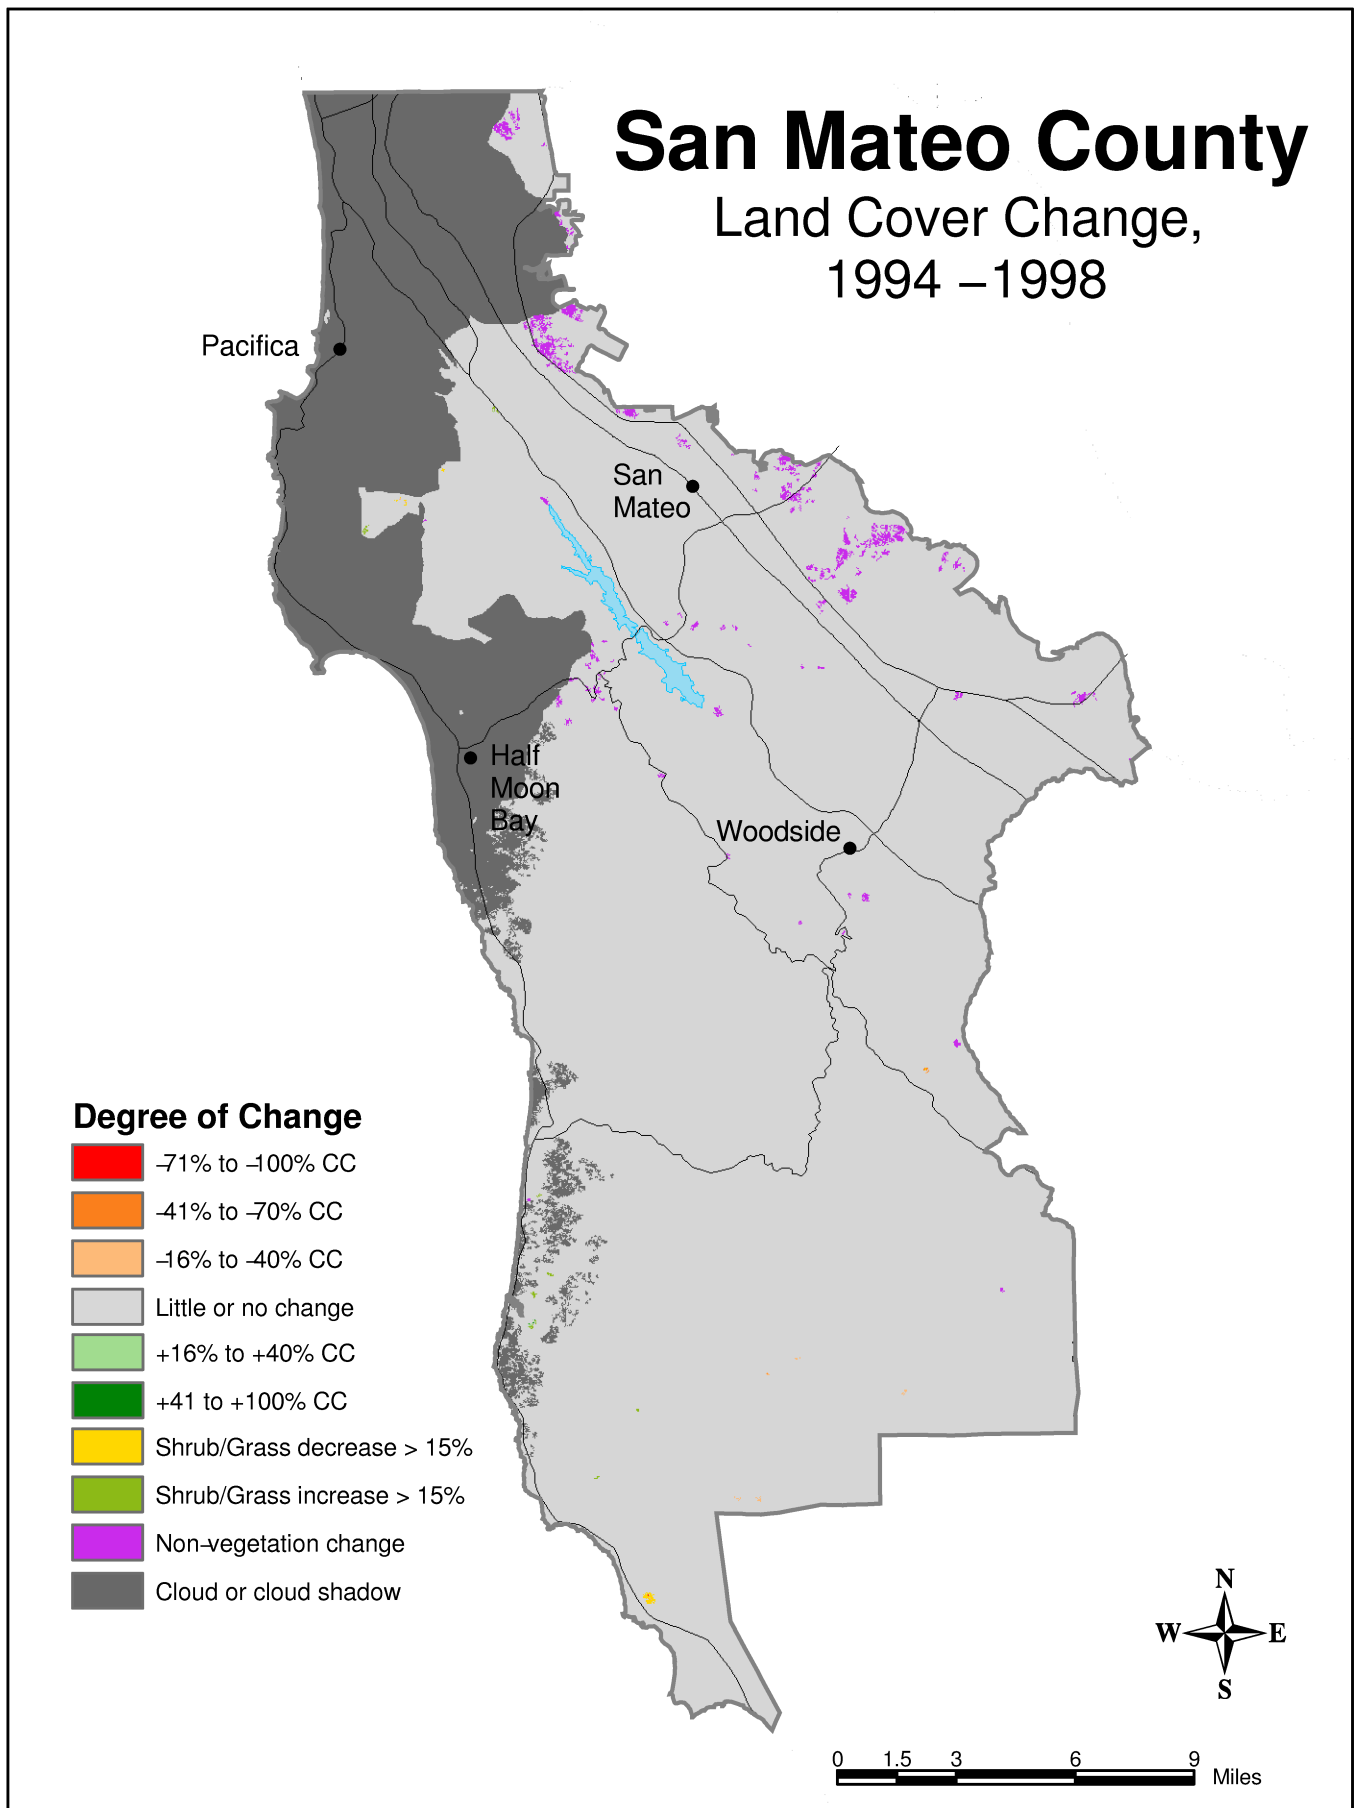 San Mateo County
Land Cover Change,
1994 –1998
Pacifica
San
Mateo
Half
Moon
Bay
Woodside
Degree of Change
–71% to –100% CC
–41% to –70% CC
–16% to –40% CC
Little or no change
+16% to +40% CC
+41 to +100% CC
Shrub/Grass decrease > 15%
Shrub/Grass increase > 15%
Non–vegetation change
Cloud or cloud shadow
N
W E
S
0 1.5 3 6 9
Miles